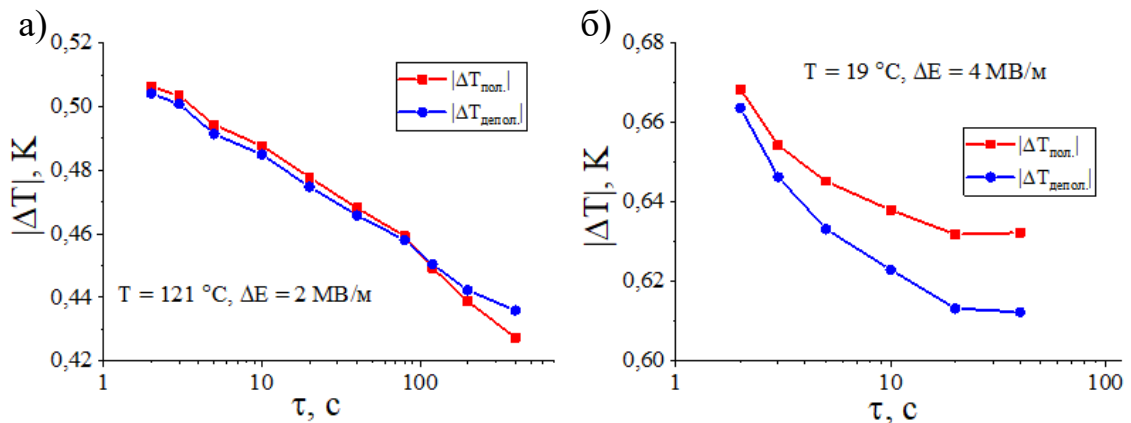 а)
0,52
0,50
0,48
0,46
0,44
0,42
|ΔT|, К
|ΔTпол.|
|ΔTдепол.|
T = 121 °C, ΔE = 2 МВ/м
1
10
100
τ, с
б)
0,68
0,66
0,64
0,62
0,60
|ΔT|, К
T = 19 °C, ΔE = 4 МВ/м
|ΔTпол.|
|ΔTдепол.|
1
10
100
τ, с